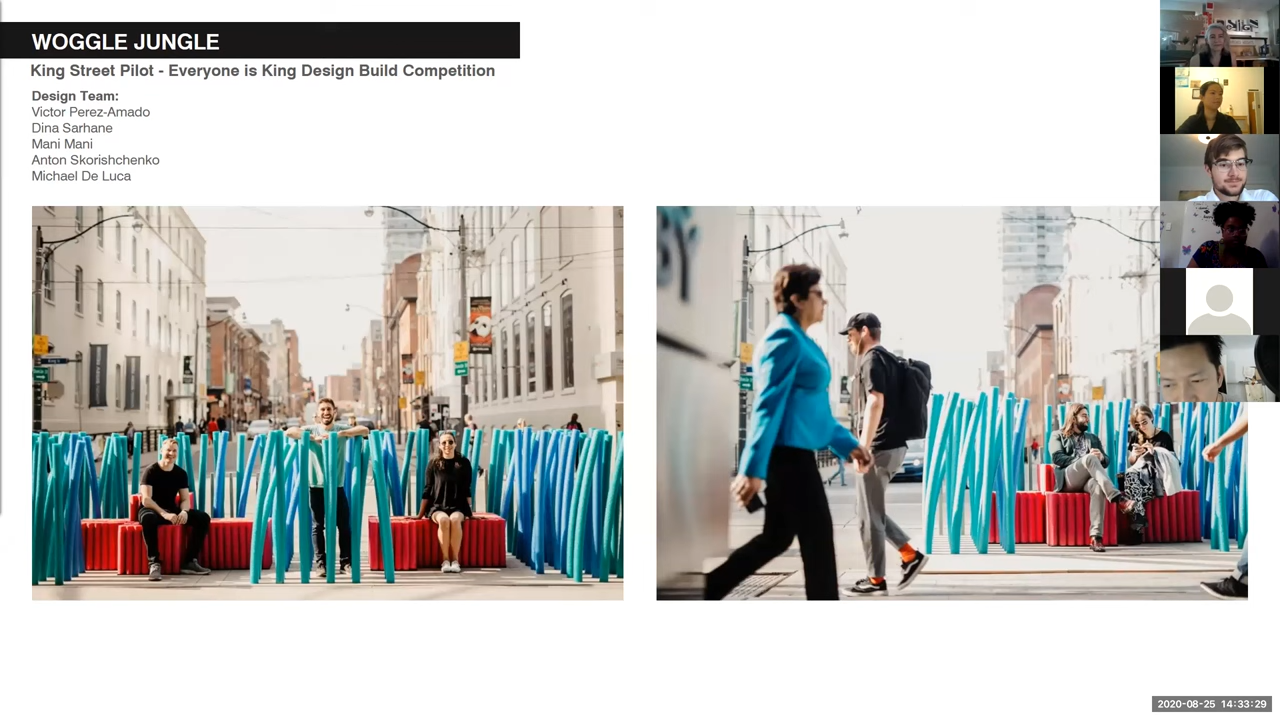 WOGGLE JUNGLE
King Street Pilot - Everyone is King Design Build Competition
Design Team:
Victor Perez-Amado
Dina Sarhane
Mani Mani
Anton Skorishchenko
Michael De Luca
2020-08-25 14:33:29